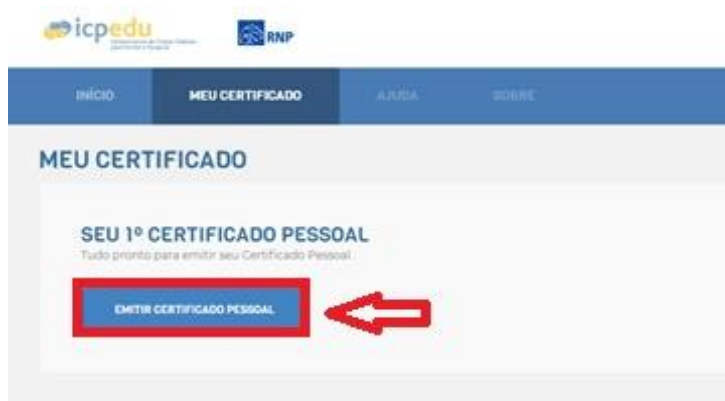 icpedu
RNP
INÍCIO MEU CERTIFICADO AJUDA SOBRE
MEU CERTIFICADO
SEU 1º CERTIFICADO PESSOAL
Tudo pronto para emitir seu Certificado Pessoal
EMITIR CERTIFICADO PESSOAL